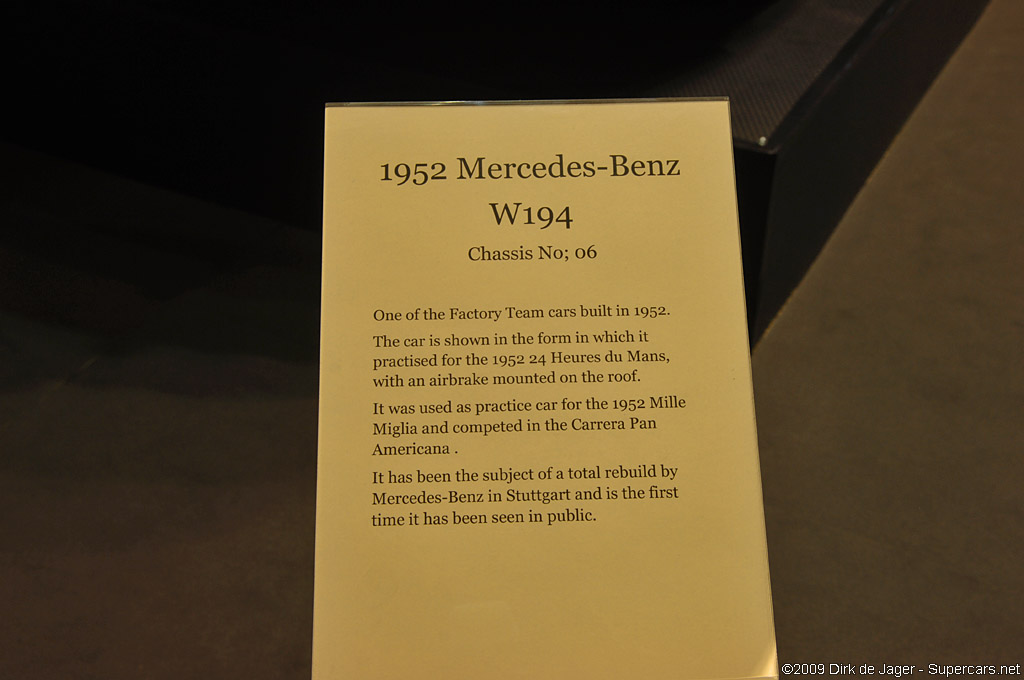 1952 Mercedes-Benz
W194
Chassis No; 06
One of the Factory Team cars built in 1952.
The car is shown in the form in which it
practised for the 1952 24 Heures du Mans,
with an airbrake mounted on the roof.
It was used as practice car for the 1952 Mille
Miglia and competed in the Carrera Pan
Americana .
It has been the subject of a total rebuild by
Mercedes-Benz in Stuttgart and is the first
time it has been seen in public.
©2009 Dirk de Jager - Supercars.net